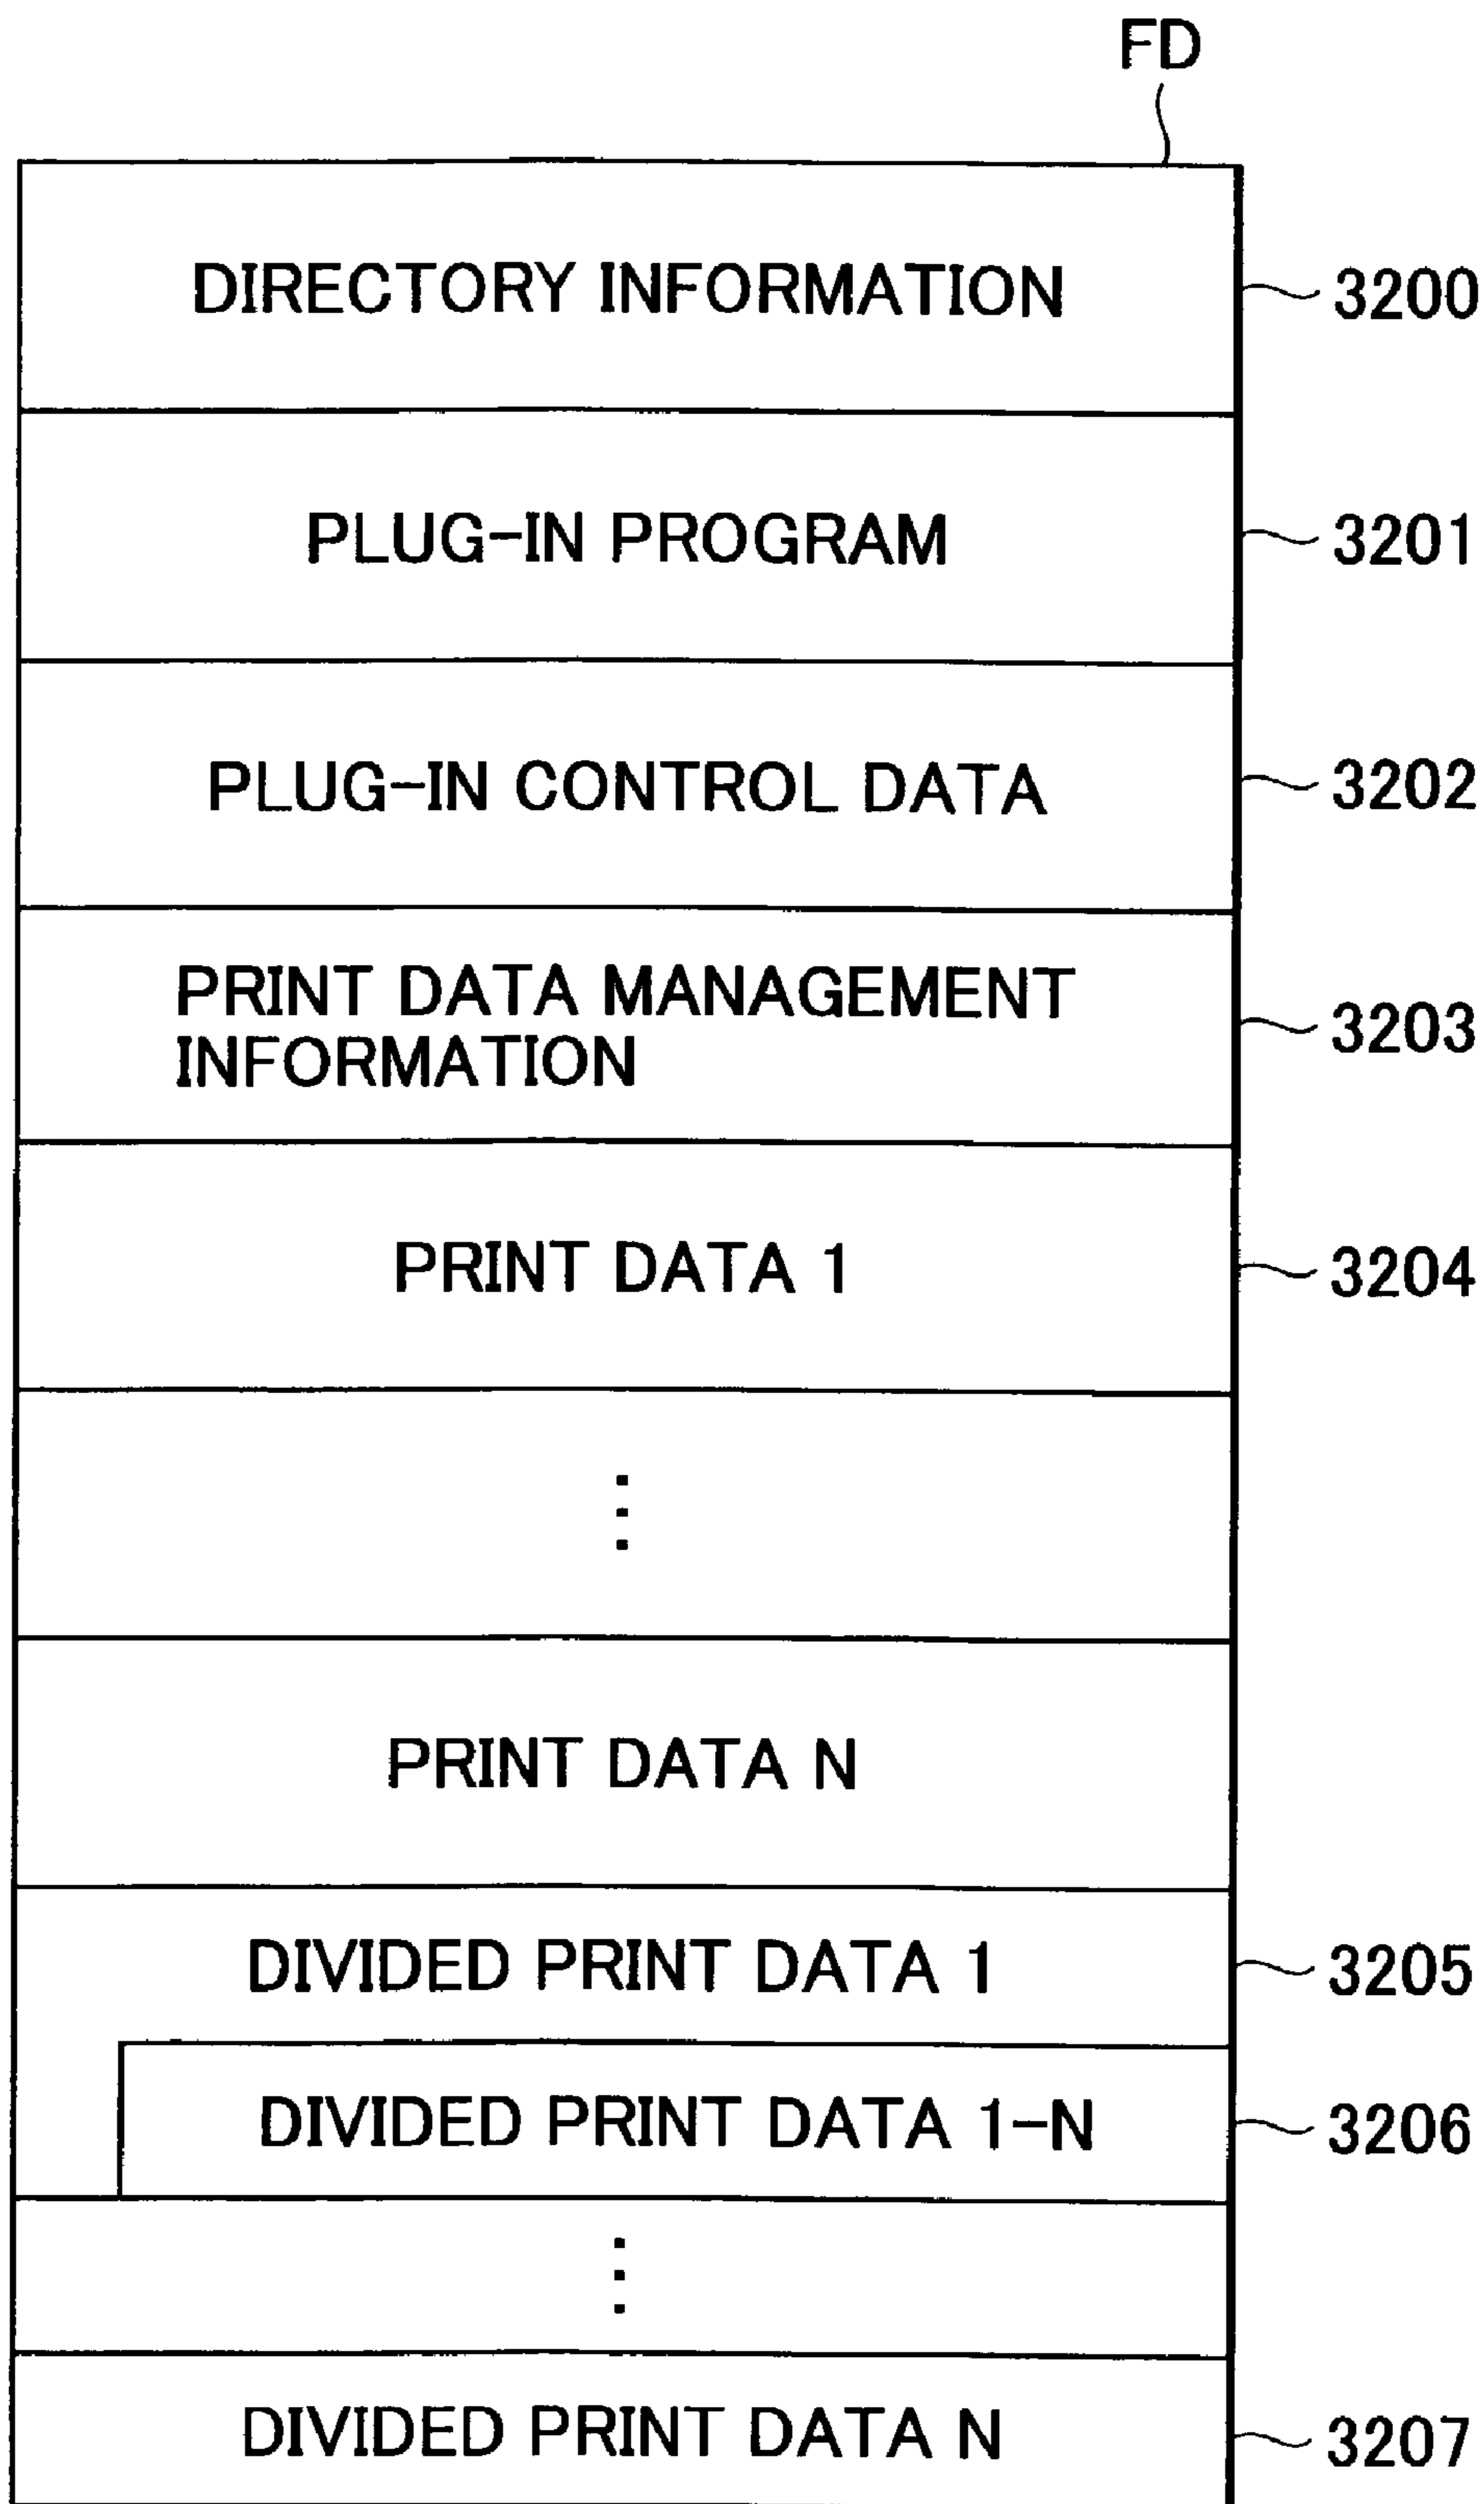 FD
DIRECTORY INFORMATION
3200
PLUG-IN PROGRAM
3201
PLUG-IN CONTROL DATA
3202
PRINT DATA MANAGEMENT
INFORMATION
3203
PRINT DATA 1
3204
⋮
PRINT DATA N
DIVIDED PRINT DATA 1
3205
DIVIDED PRINT DATA 1-N
3206
⋮
DIVIDED PRINT DATA N
3207